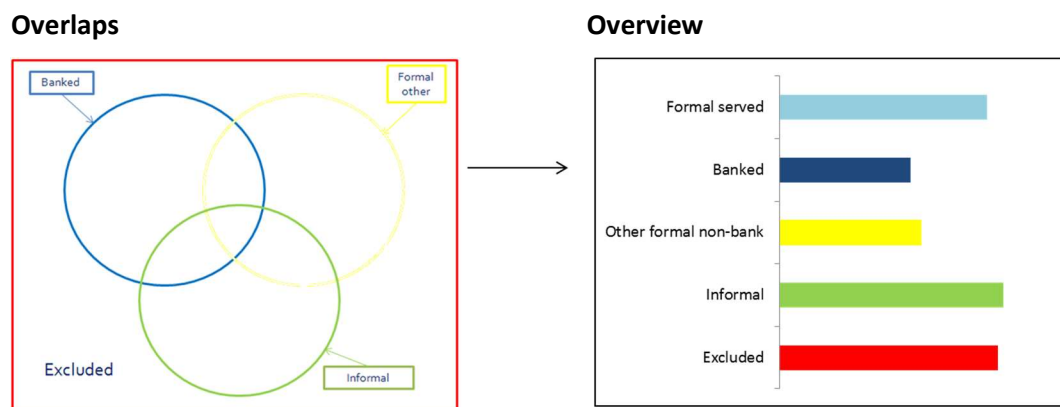 Overlaps
Overview
Banked
Formal
other
Excluded
Informal
Formal served
Banked
Other formal non-bank
Informal
Excluded